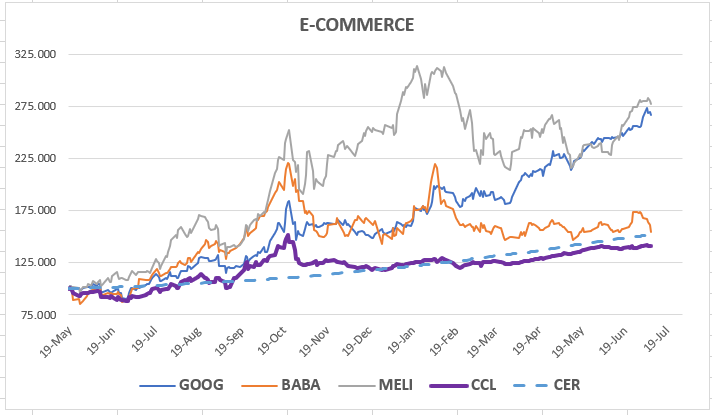 E-COMMERCE
325.000
275.000
225.000
175.000
125.000
75.000
19-May 19-Jun 19-Jul 19-Aug 19-Sep 19-Oct 19-Nov 19-Dec 19-Jan 19-Feb 19-Mar 19-Apr 19-May 19-Jun 19-Jul
GOOG BABA MELI CCL CER